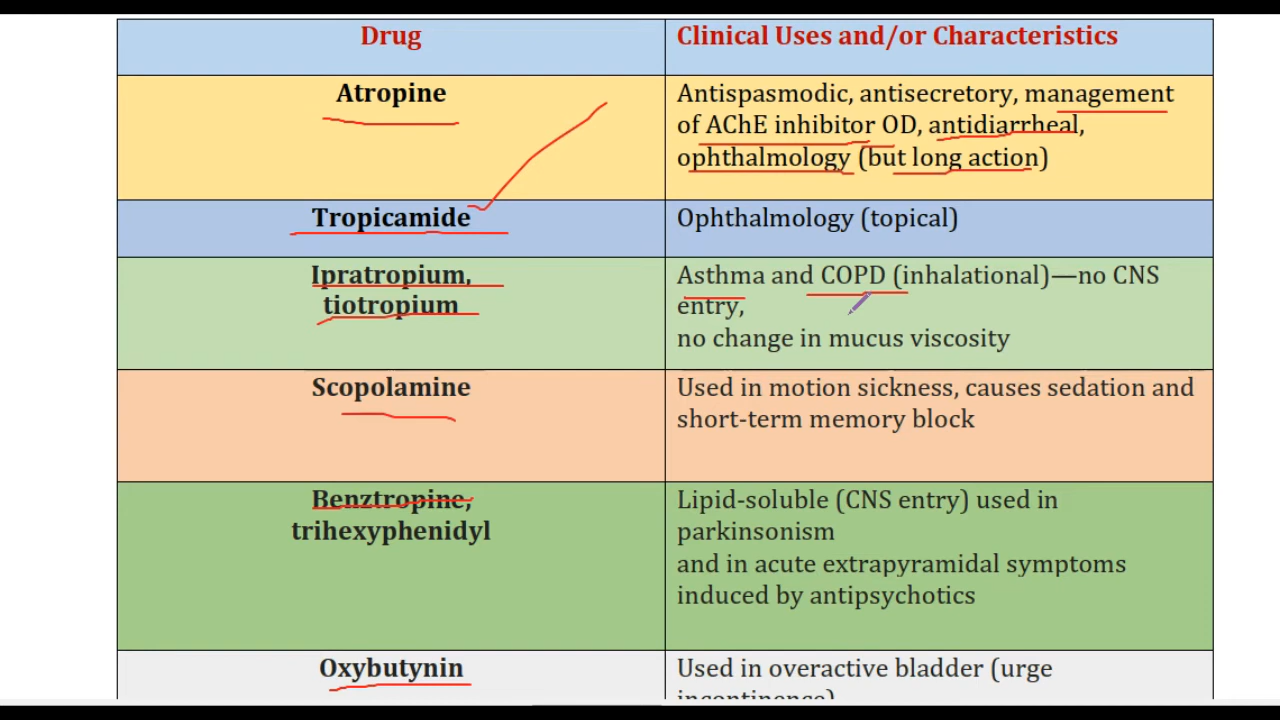 Drug
Clinical Uses and/or Characteristics
Atropine
Antispasmodic, antisecretory, management
of AChE inhibitor OD, antidiarrheal,
ophthalmology (but long action)
Tropicamide
Ophthalmology (topical)
Ipratropium,
tiotropium
Asthma and COPD (inhalational)—no CNS
entry,
no change in mucus viscosity
Scopolamine
Used in motion sickness, causes sedation and
short-term memory block
Benztropine,
trihexyphenidyl
Lipid-soluble (CNS entry) used in
parkinsonism
and in acute extrapyramidal symptoms
induced by antipsychotics
Oxybutynin
Used in overactive bladder (urge
incontinence)